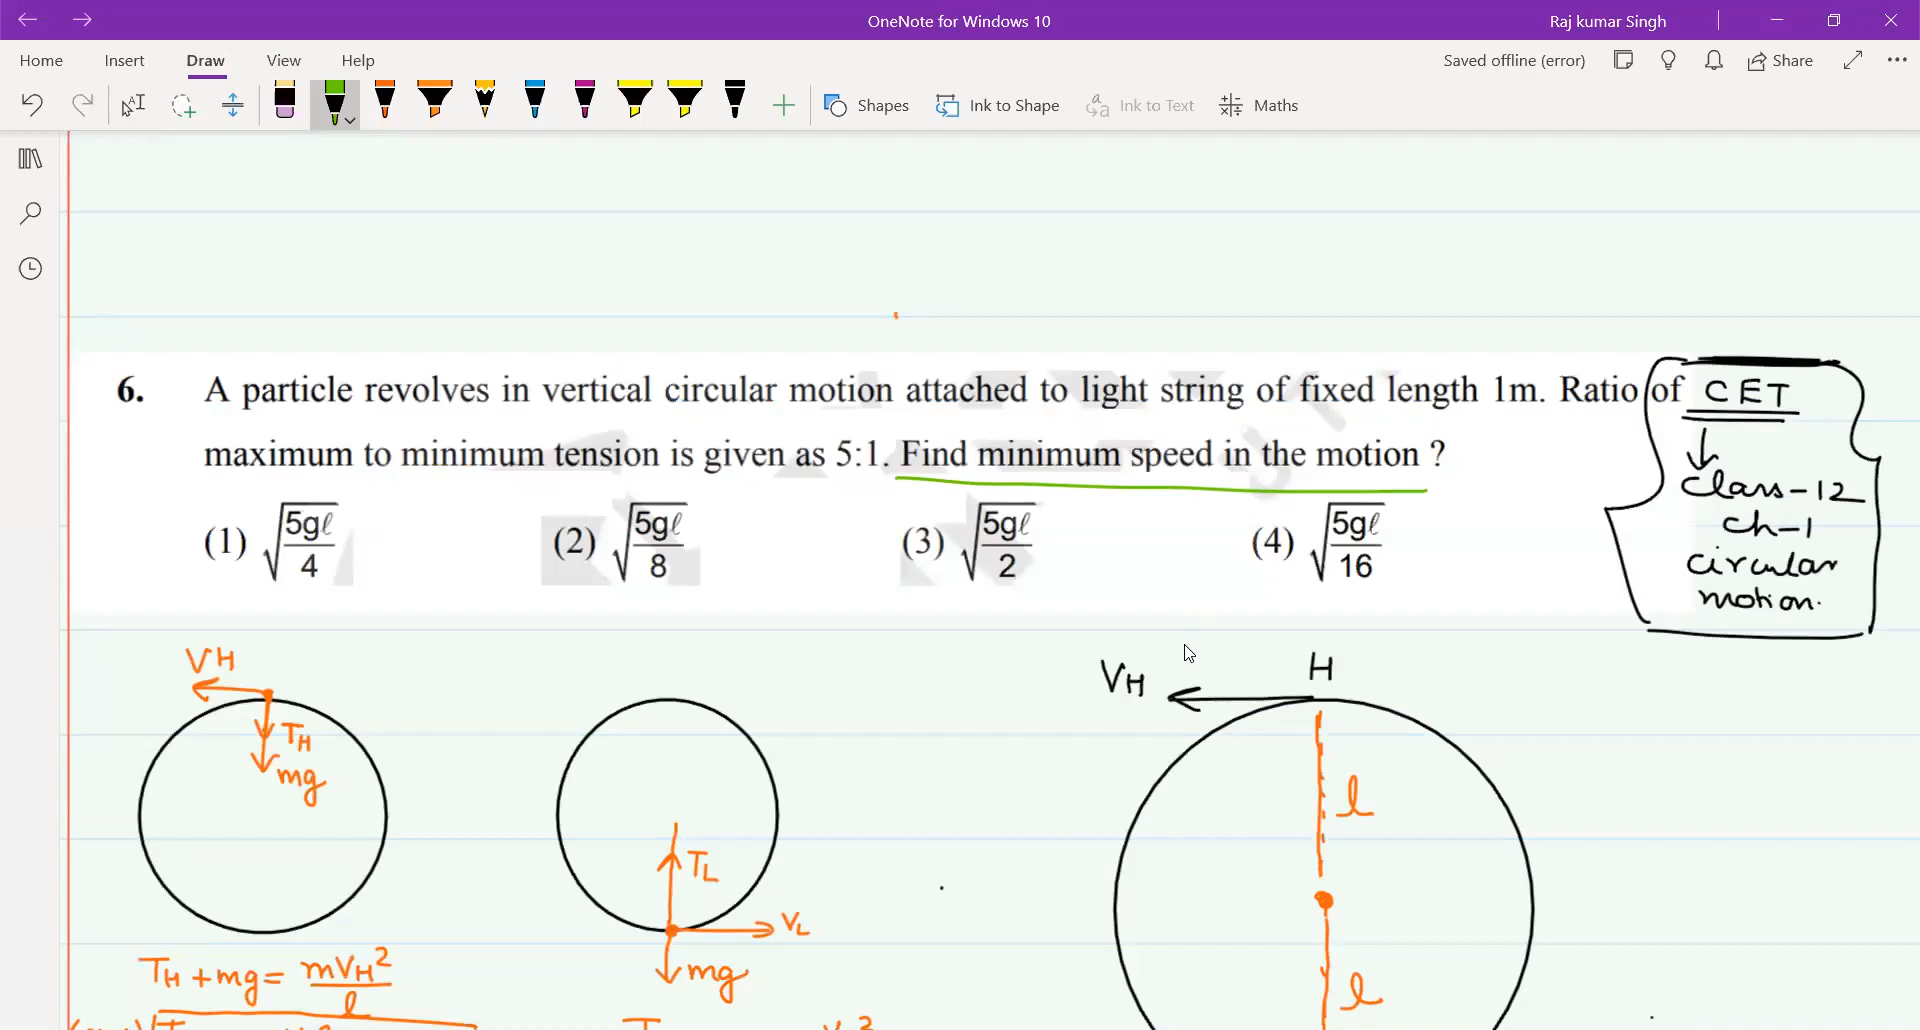 OneNote for Windows 10
Raj kumar Singh
Home Insert Draw View Help
Saved offline (error)
Share
Shapes
Ink to Shape
Ink to Text
Maths
6. A particle revolves in vertical circular motion attached to light string of fixed length 1m. Ratio of
maximum to minimum tension is given as 5:1. Find minimum speed in the motion ?
(1) √(5gℓ/4) (2) √(5gℓ/8) (3) √(5gℓ/2) (4) √(5gℓ/16)
CET
Class-12
ch-1
circular
motion.
VH
TH
mg
TL
VL
mg
VH
H
l
l
TH + mg = mVH²/l